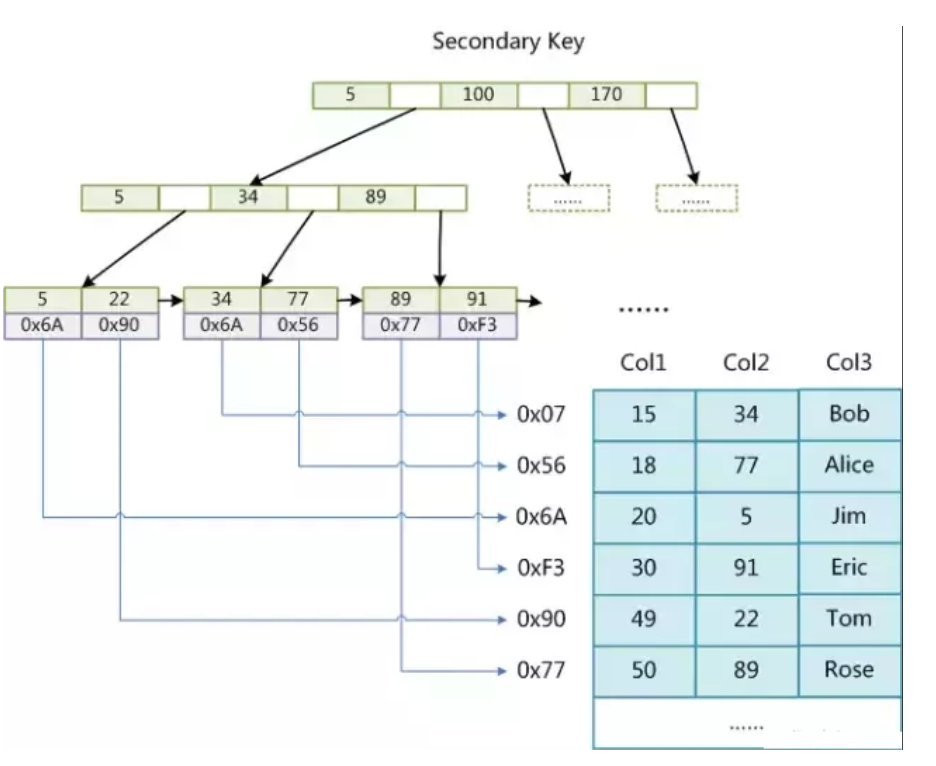 Secondary Key
5 100 170
5 34 89
...... ......
5 22 34 77 89 91
0x6A 0x90 0x6A 0x56 0x77 0xF3
......
Col1 Col2 Col3
0x07 15 34 Bob
0x56 18 77 Alice
0x6A 20 5 Jim
0xF3 30 91 Eric
0x90 49 22 Tom
0x77 50 89 Rose
......